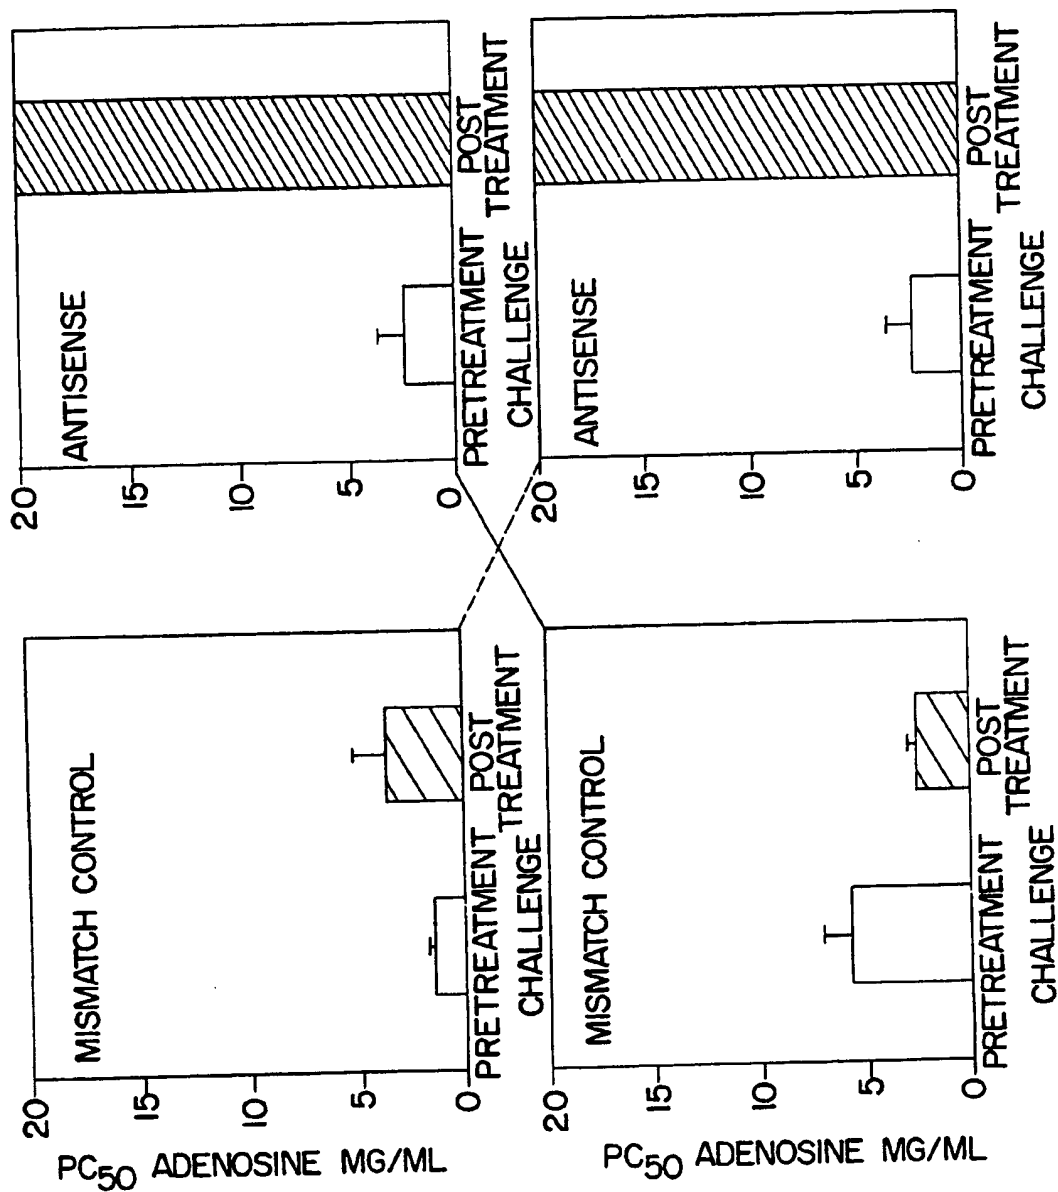 PC50 ADENOSINE MG/ML
20
15
10
5
0
MISMATCH CONTROL
PRETREATMENT POST
CHALLENGE TREATMENT
20
15
10
5
0
ANTISENSE
PRETREATMENT POST
CHALLENGE TREATMENT
PC50 ADENOSINE MG/ML
20
15
10
5
0
MISMATCH CONTROL
PRETREATMENT POST
CHALLENGE TREATMENT
20
15
10
5
0
ANTISENSE
PRETREATMENT POST
CHALLENGE TREATMENT